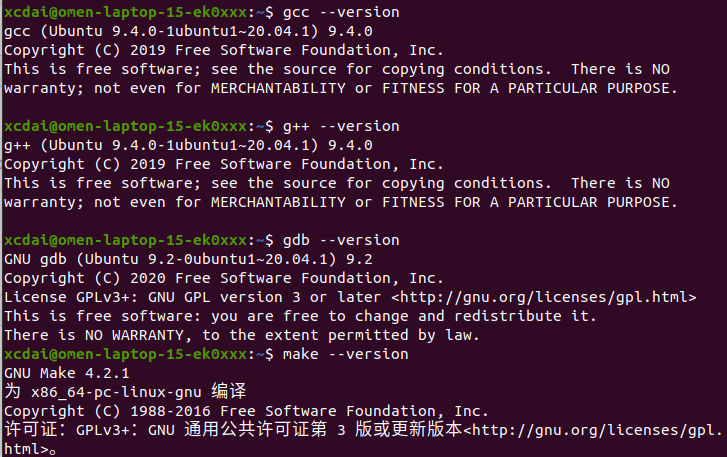 xcdai@omen-laptop-15-ek0xxx:~$ gcc --version
gcc (Ubuntu 9.4.0-1ubuntu1~20.04.1) 9.4.0
Copyright (C) 2019 Free Software Foundation, Inc.
This is free software; see the source for copying conditions.  There is NO
warranty; not even for MERCHANTABILITY or FITNESS FOR A PARTICULAR PURPOSE.
xcdai@omen-laptop-15-ek0xxx:~$ g++ --version
g++ (Ubuntu 9.4.0-1ubuntu1~20.04.1) 9.4.0
Copyright (C) 2019 Free Software Foundation, Inc.
This is free software; see the source for copying conditions.  There is NO
warranty; not even for MERCHANTABILITY or FITNESS FOR A PARTICULAR PURPOSE.
xcdai@omen-laptop-15-ek0xxx:~$ gdb --version
GNU gdb (Ubuntu 9.2-0ubuntu1~20.04.1) 9.2
Copyright (C) 2020 Free Software Foundation, Inc.
License GPLv3+: GNU GPL version 3 or later <http://gnu.org/licenses/gpl.html>
This is free software: you are free to change and redistribute it.
There is NO WARRANTY, to the extent permitted by law.
xcdai@omen-laptop-15-ek0xxx:~$ make --version
GNU Make 4.2.1
为 x86_64-pc-linux-gnu 编译
Copyright (C) 1988-2016 Free Software Foundation, Inc.
许可证：GPLv3+：GNU 通用公共许可证第 3 版或更新版本<http://gnu.org/licenses/gpl.
html>。